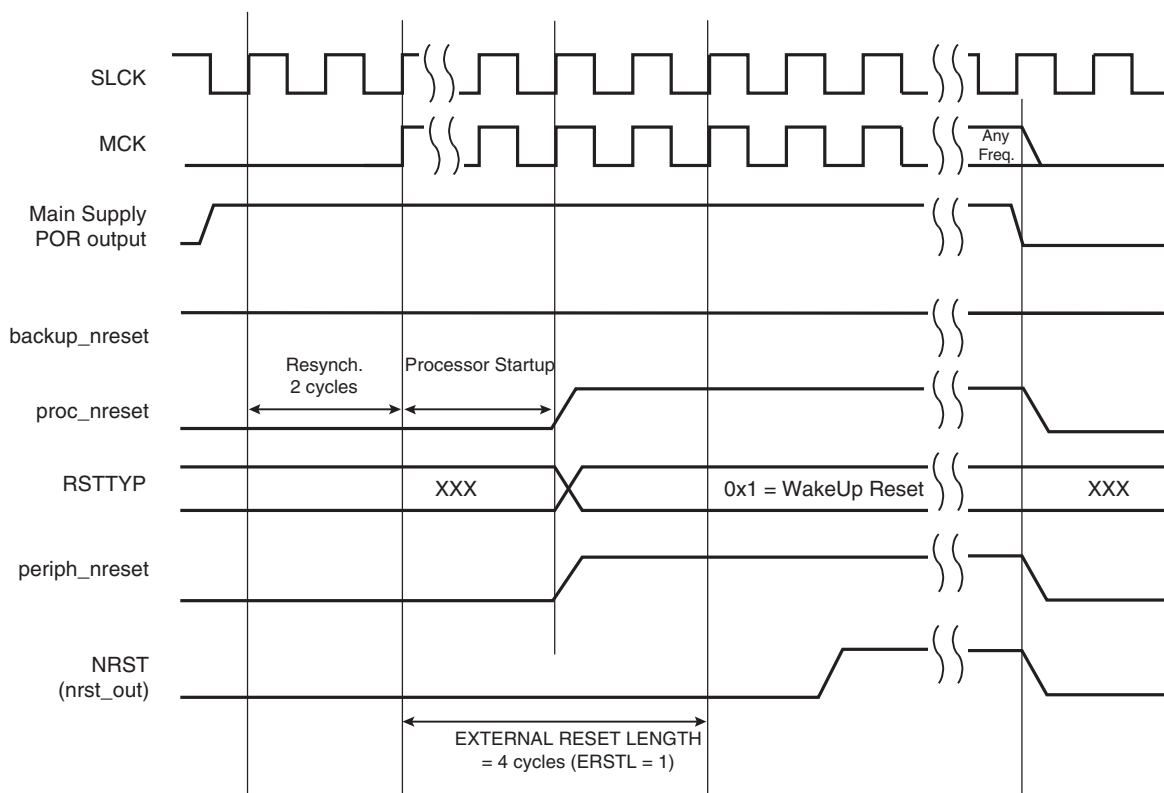 SLCK
MCK
Any
Freq.
Main Supply
POR output
backup_nreset
Resynch.
2 cycles
Processor Startup
proc_nreset
RSTTYP
XXX
0x1 = WakeUp Reset
XXX
periph_nreset
NRST
(nrst_out)
EXTERNAL RESET LENGTH
= 4 cycles (ERSTL = 1)